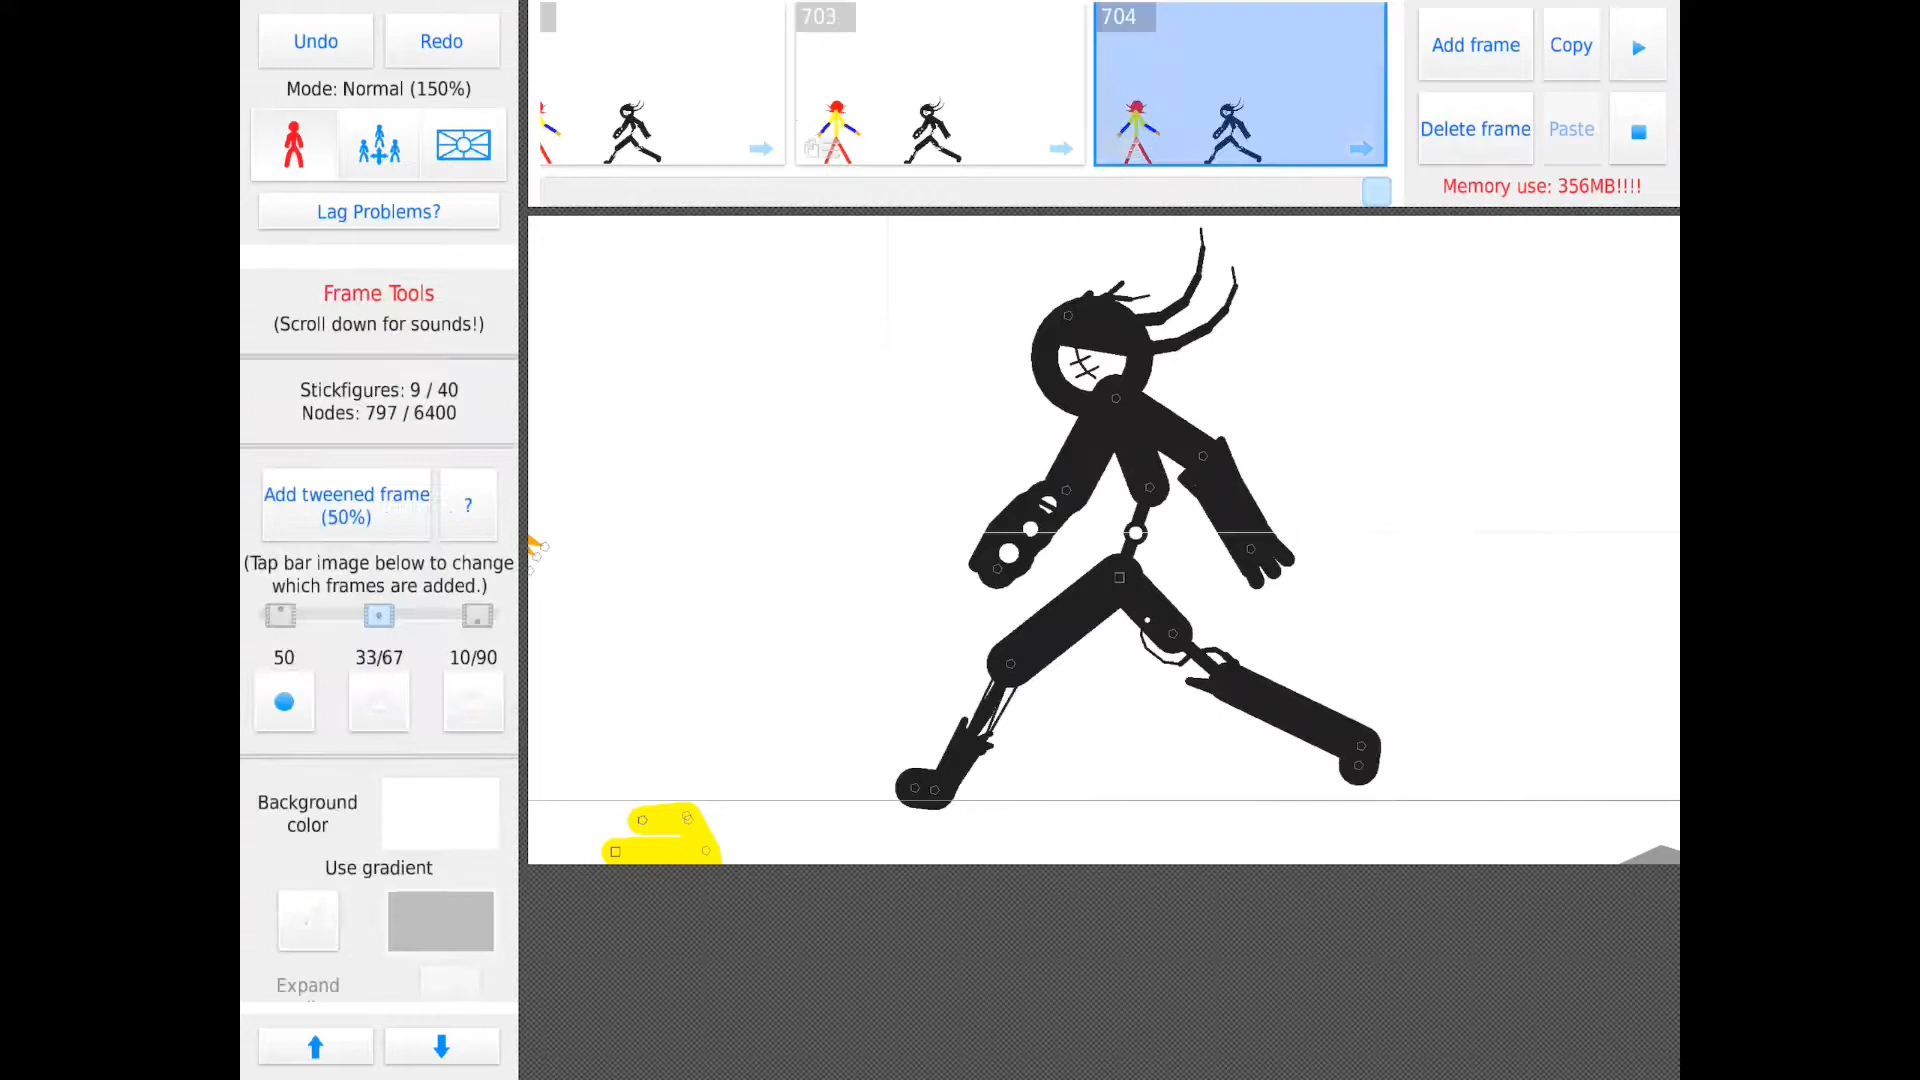 Undo
Redo
Mode: Normal (150%)
Lag Problems?
Frame Tools
(Scroll down for sounds!)
Stickfigures: 9 / 40
Nodes: 797 / 6400
Add tweened frame
(50%)
?
(Tap bar image below to change
which frames are added.)
50
33/67
10/90
Background
color
Use gradient
Expand
703
704
Add frame
Copy
Delete frame
Paste
Memory use: 356MB!!!!